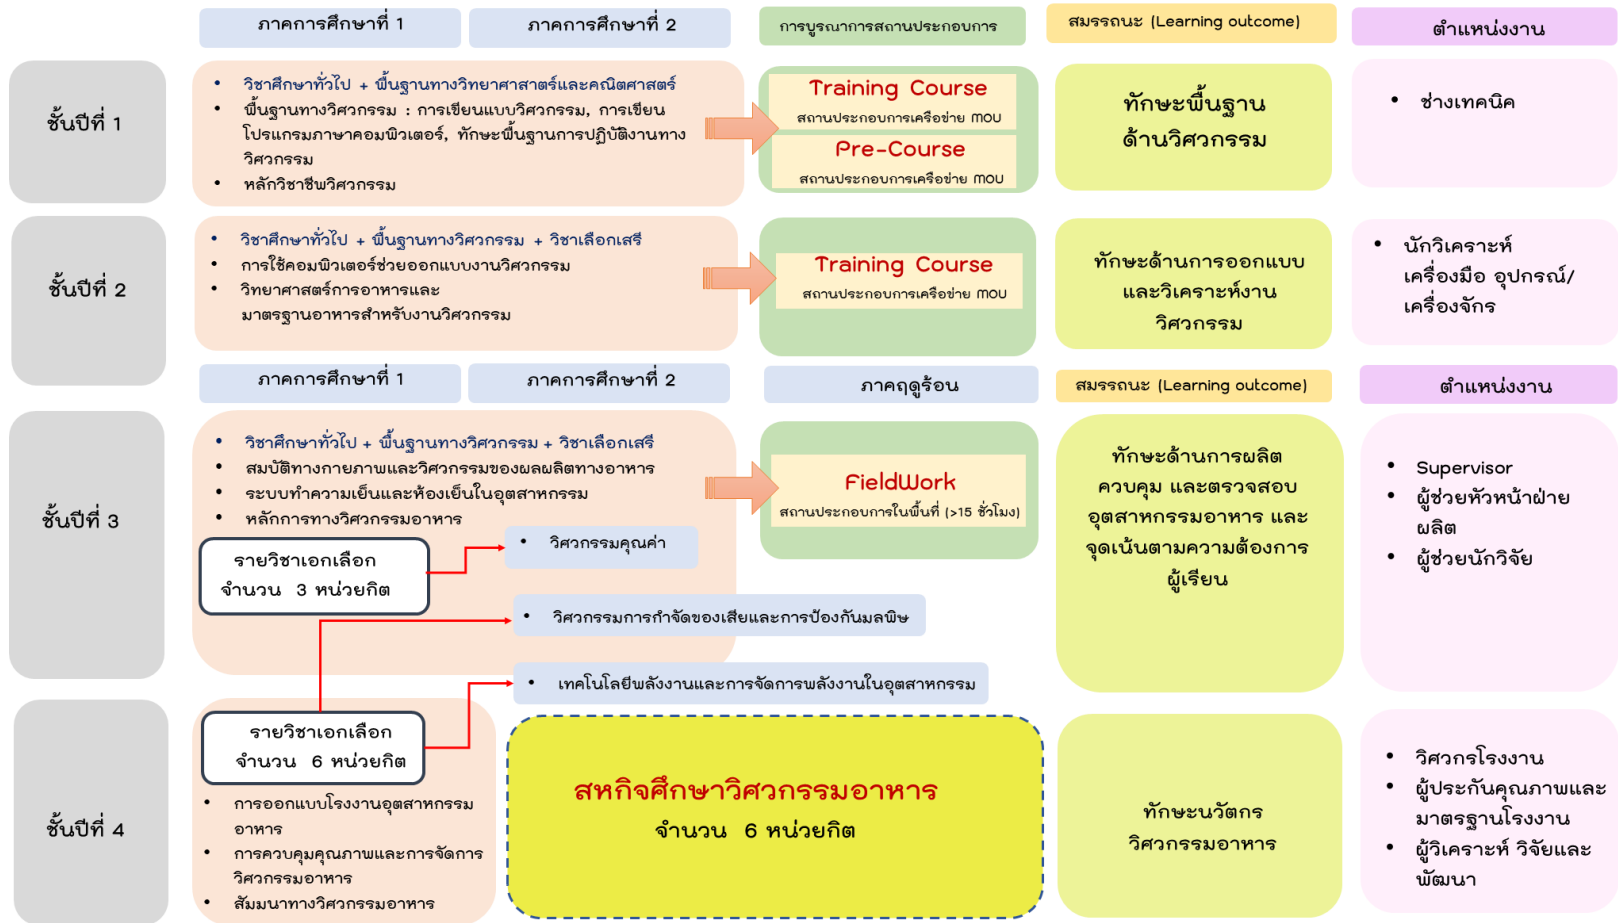 ภาคการศึกษาที่ 1
ภาคการศึกษาที่ 2
การบูรณาการสถานประกอบการ
สมรรถนะ (Learning outcome)
ตำแหน่งงาน
ชั้นปีที่ 1
• วิชาศึกษาทั่วไป + พื้นฐานทางวิทยาศาสตร์และคณิตศาสตร์
• พื้นฐานทางวิศวกรรม : การเขียนแบบวิศวกรรม, การเขียน
โปรแกรมภาษาคอมพิวเตอร์, ทักษะพื้นฐานการปฏิบัติงานทาง
วิศวกรรม
• หลักวิชาชีพวิศวกรรม
Training Course
สถานประกอบการเครือข่าย MOU
Pre-Course
สถานประกอบการเครือข่าย MOU
ทักษะพื้นฐาน
ด้านวิศวกรรม
• ช่างเทคนิค
ชั้นปีที่ 2
• วิชาศึกษาทั่วไป + พื้นฐานทางวิศวกรรม + วิชาเลือกเสรี
• การใช้คอมพิวเตอร์ช่วยออกแบบงานวิศวกรรม
• วิทยาศาสตร์การอาหารและ
มาตรฐานอาหารสำหรับงานวิศวกรรม
Training Course
สถานประกอบการเครือข่าย MOU
ทักษะด้านการออกแบบ
และวิเคราะห์งาน
วิศวกรรม
• นักวิเคราะห์
เครื่องมือ อุปกรณ์/
เครื่องจักร
ภาคการศึกษาที่ 1
ภาคการศึกษาที่ 2
ภาคฤดูร้อน
สมรรถนะ (Learning outcome)
ตำแหน่งงาน
ชั้นปีที่ 3
• วิชาศึกษาทั่วไป + พื้นฐานทางวิศวกรรม + วิชาเลือกเสรี
• สมบัติทางกายภาพและวิศวกรรมของผลผลิตทางอาหาร
• ระบบทำความเย็นและห้องเย็นในอุตสาหกรรม
• หลักการทางวิศวกรรมอาหาร
รายวิชาเอกเลือก
จำนวน 3 หน่วยกิต
• วิศวกรรมคุณค่า
FieldWork
สถานประกอบการในพื้นที่ (>15 ชั่วโมง)
ทักษะด้านการผลิต
ควบคุม และตรวจสอบ
อุตสาหกรรมอาหาร และ
จุดเน้นตามความต้องการ
ผู้เรียน
• Supervisor
• ผู้ช่วยหัวหน้าฝ่าย
ผลิต
• ผู้ช่วยนักวิจัย
• วิศวกรรมการกำจัดของเสียและการป้องกันมลพิษ
• เทคโนโลยีพลังงานและการจัดการพลังงานในอุตสาหกรรม
ชั้นปีที่ 4
รายวิชาเอกเลือก
จำนวน 6 หน่วยกิต
• การออกแบบโรงงานอุตสาหกรรม
อาหาร
• การควบคุมคุณภาพและการจัดการ
วิศวกรรมอาหาร
• สัมมนาทางวิศวกรรมอาหาร
สหกิจศึกษาวิศวกรรมอาหาร
จำนวน 6 หน่วยกิต
ทักษะนวัตกร
วิศวกรรมอาหาร
• วิศวกรโรงงาน
• ผู้ประกันคุณภาพและ
มาตรฐานโรงงาน
• ผู้วิเคราะห์ วิจัยและ
พัฒนา